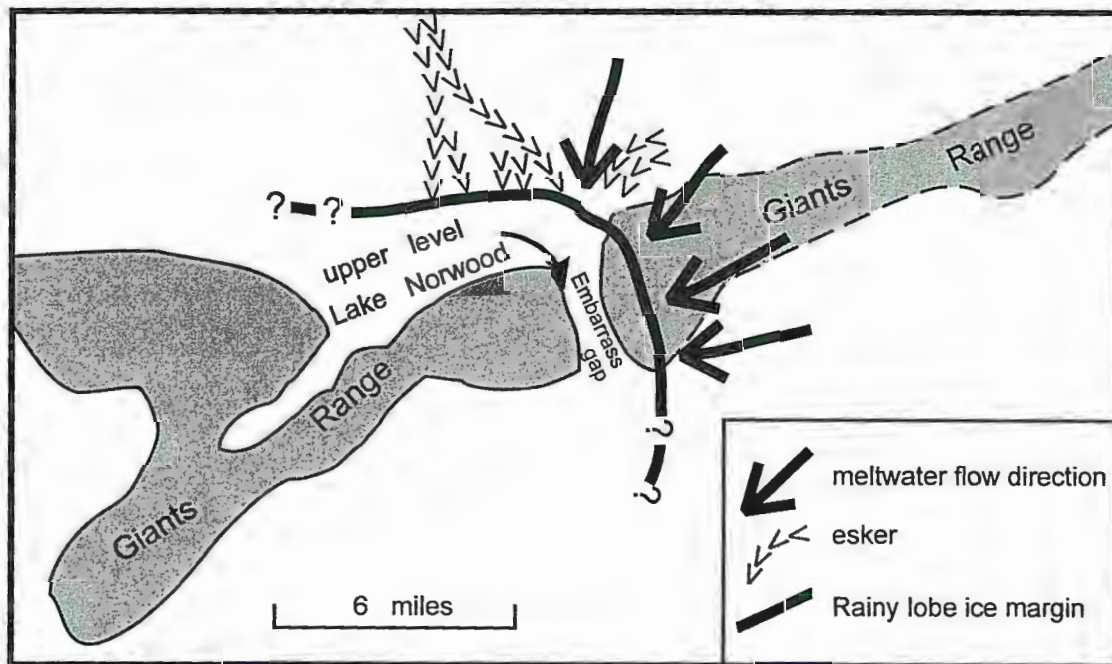 Giants
Range
? ?
upper level
Lake Norwood
Embarrass
gap
Range
Giants
?
?
6 miles
meltwater flow direction
esker
Rainy lobe ice margin